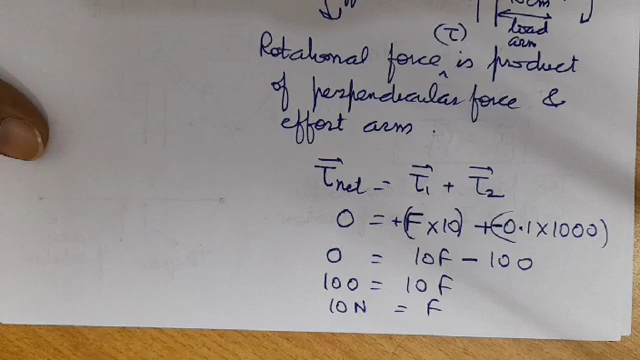 10cm
load
arm
(τ)
Rotational force ^ is product
of perpendicular force &
effort arm.
τ⃗net = τ⃗1 + τ⃗2
0 = +(F×10) + (-0.1×1000)
0 = 10F - 100
100 = 10F
10N = F